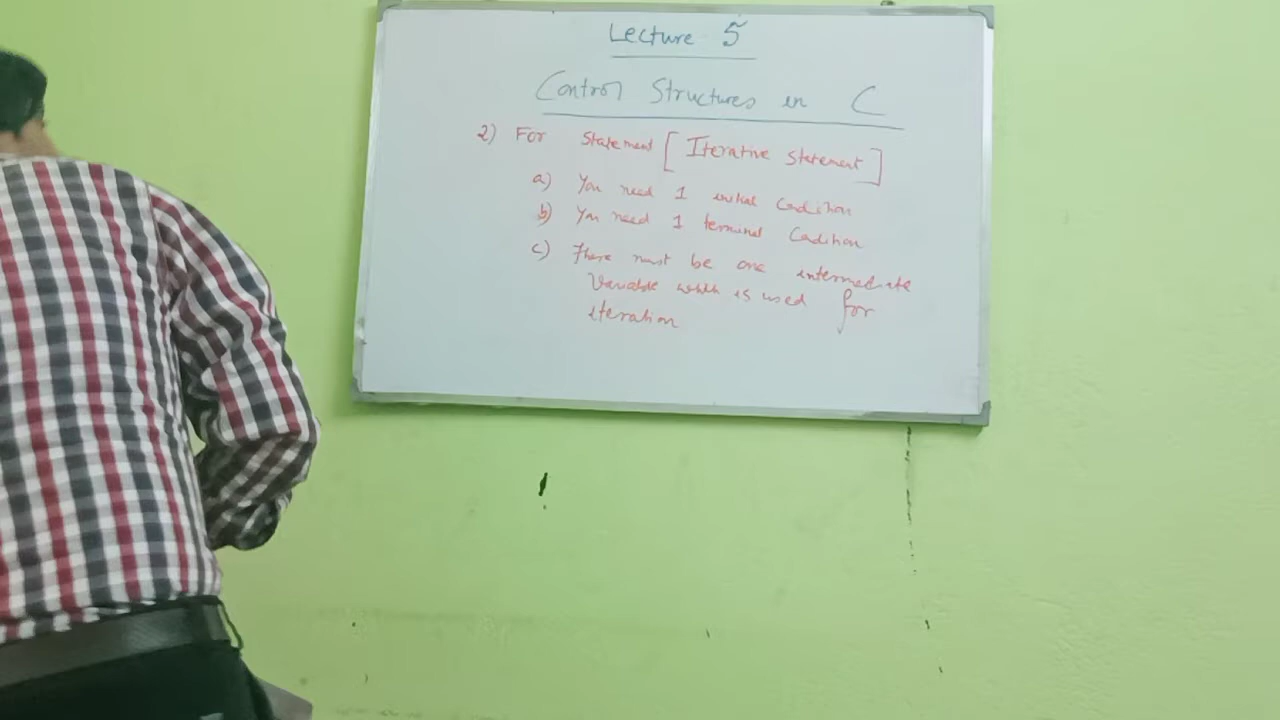 Lecture 5
Control Structures in C
2) For Statement [Iterative Statement]
a) You need 1 initial Condition
b) You need 1 terminal Condition
c) There must be one intermediate
Variable which is used for
iteration